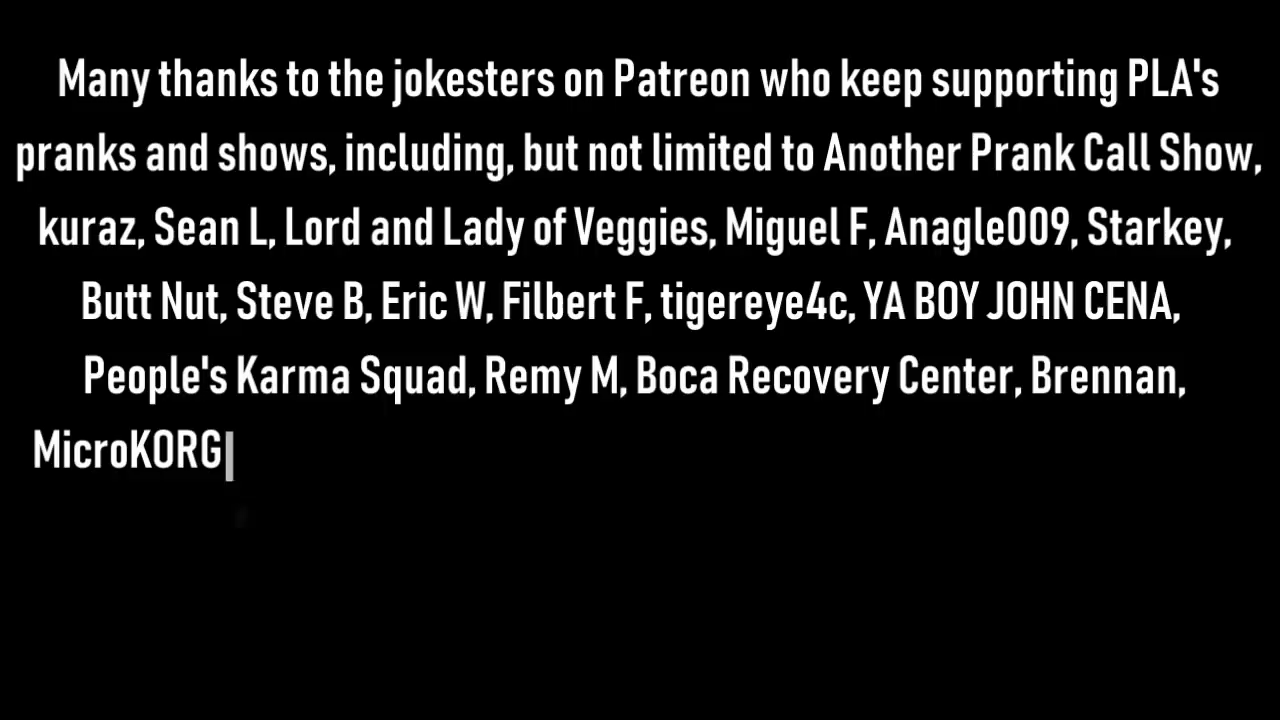 Many thanks to the jokesters on Patreon who keep supporting PLA's
pranks and shows, including, but not limited to Another Prank Call Show,
kuraz, Sean L, Lord and Lady of Veggies, Miguel F, Anagle009, Starkey,
Butt Nut, Steve B, Eric W, Filbert F, tigereye4c, YA BOY JOHN CENA,
People's Karma Squad, Remy M, Boca Recovery Center, Brennan,
MicroKORG